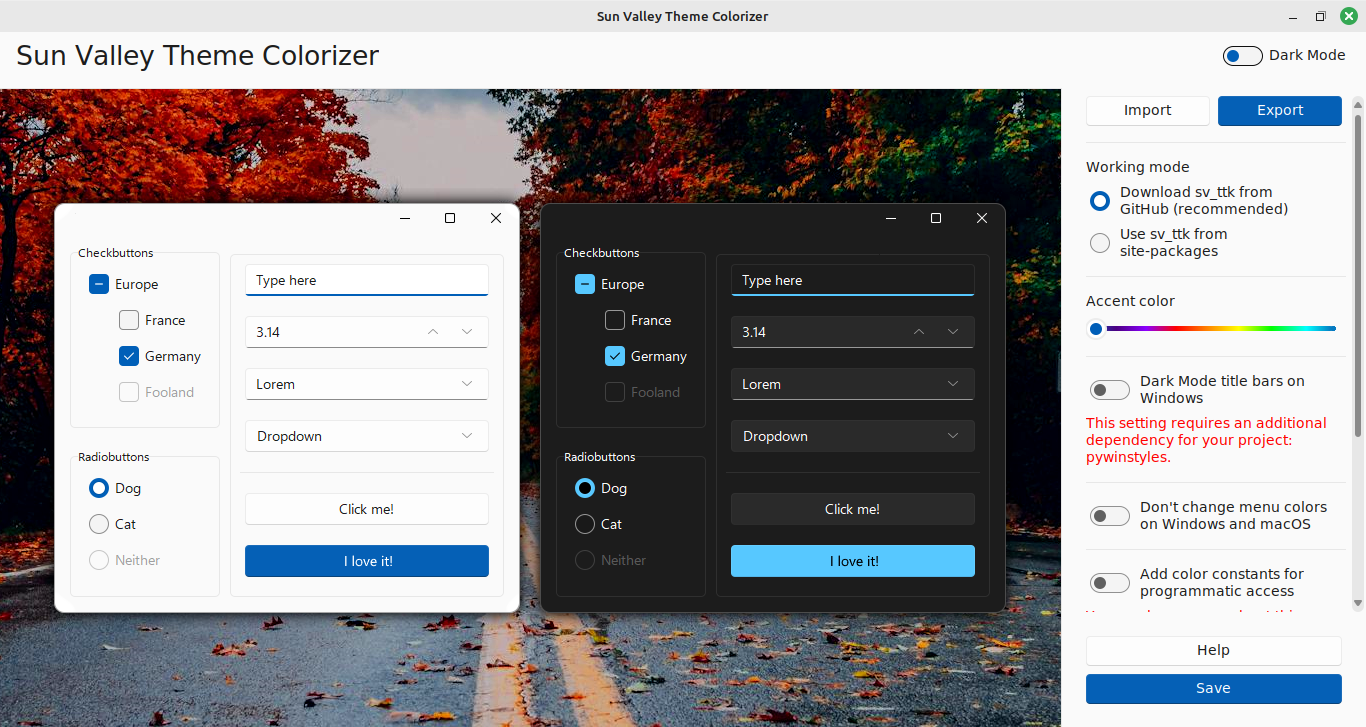 Sun Valley Theme Colorizer
Sun Valley Theme Colorizer
Dark Mode
Checkbuttons
Europe
France
Germany
Fooland
Radiobuttons
Dog
Cat
Neither
Type here
3.14
Lorem
Dropdown
Click me!
I love it!
Checkbuttons
Europe
France
Germany
Fooland
Radiobuttons
Dog
Cat
Neither
Type here
3.14
Lorem
Dropdown
Click me!
I love it!
Import
Export
Working mode
Download sv_ttk from
GitHub (recommended)
Use sv_ttk from
site-packages
Accent color
Dark Mode title bars on
Windows
This setting requires an additional
dependency for your project:
pywinstyles.
Don't change menu colors
on Windows and macOS
Add color constants for
programmatic access
Help
Save